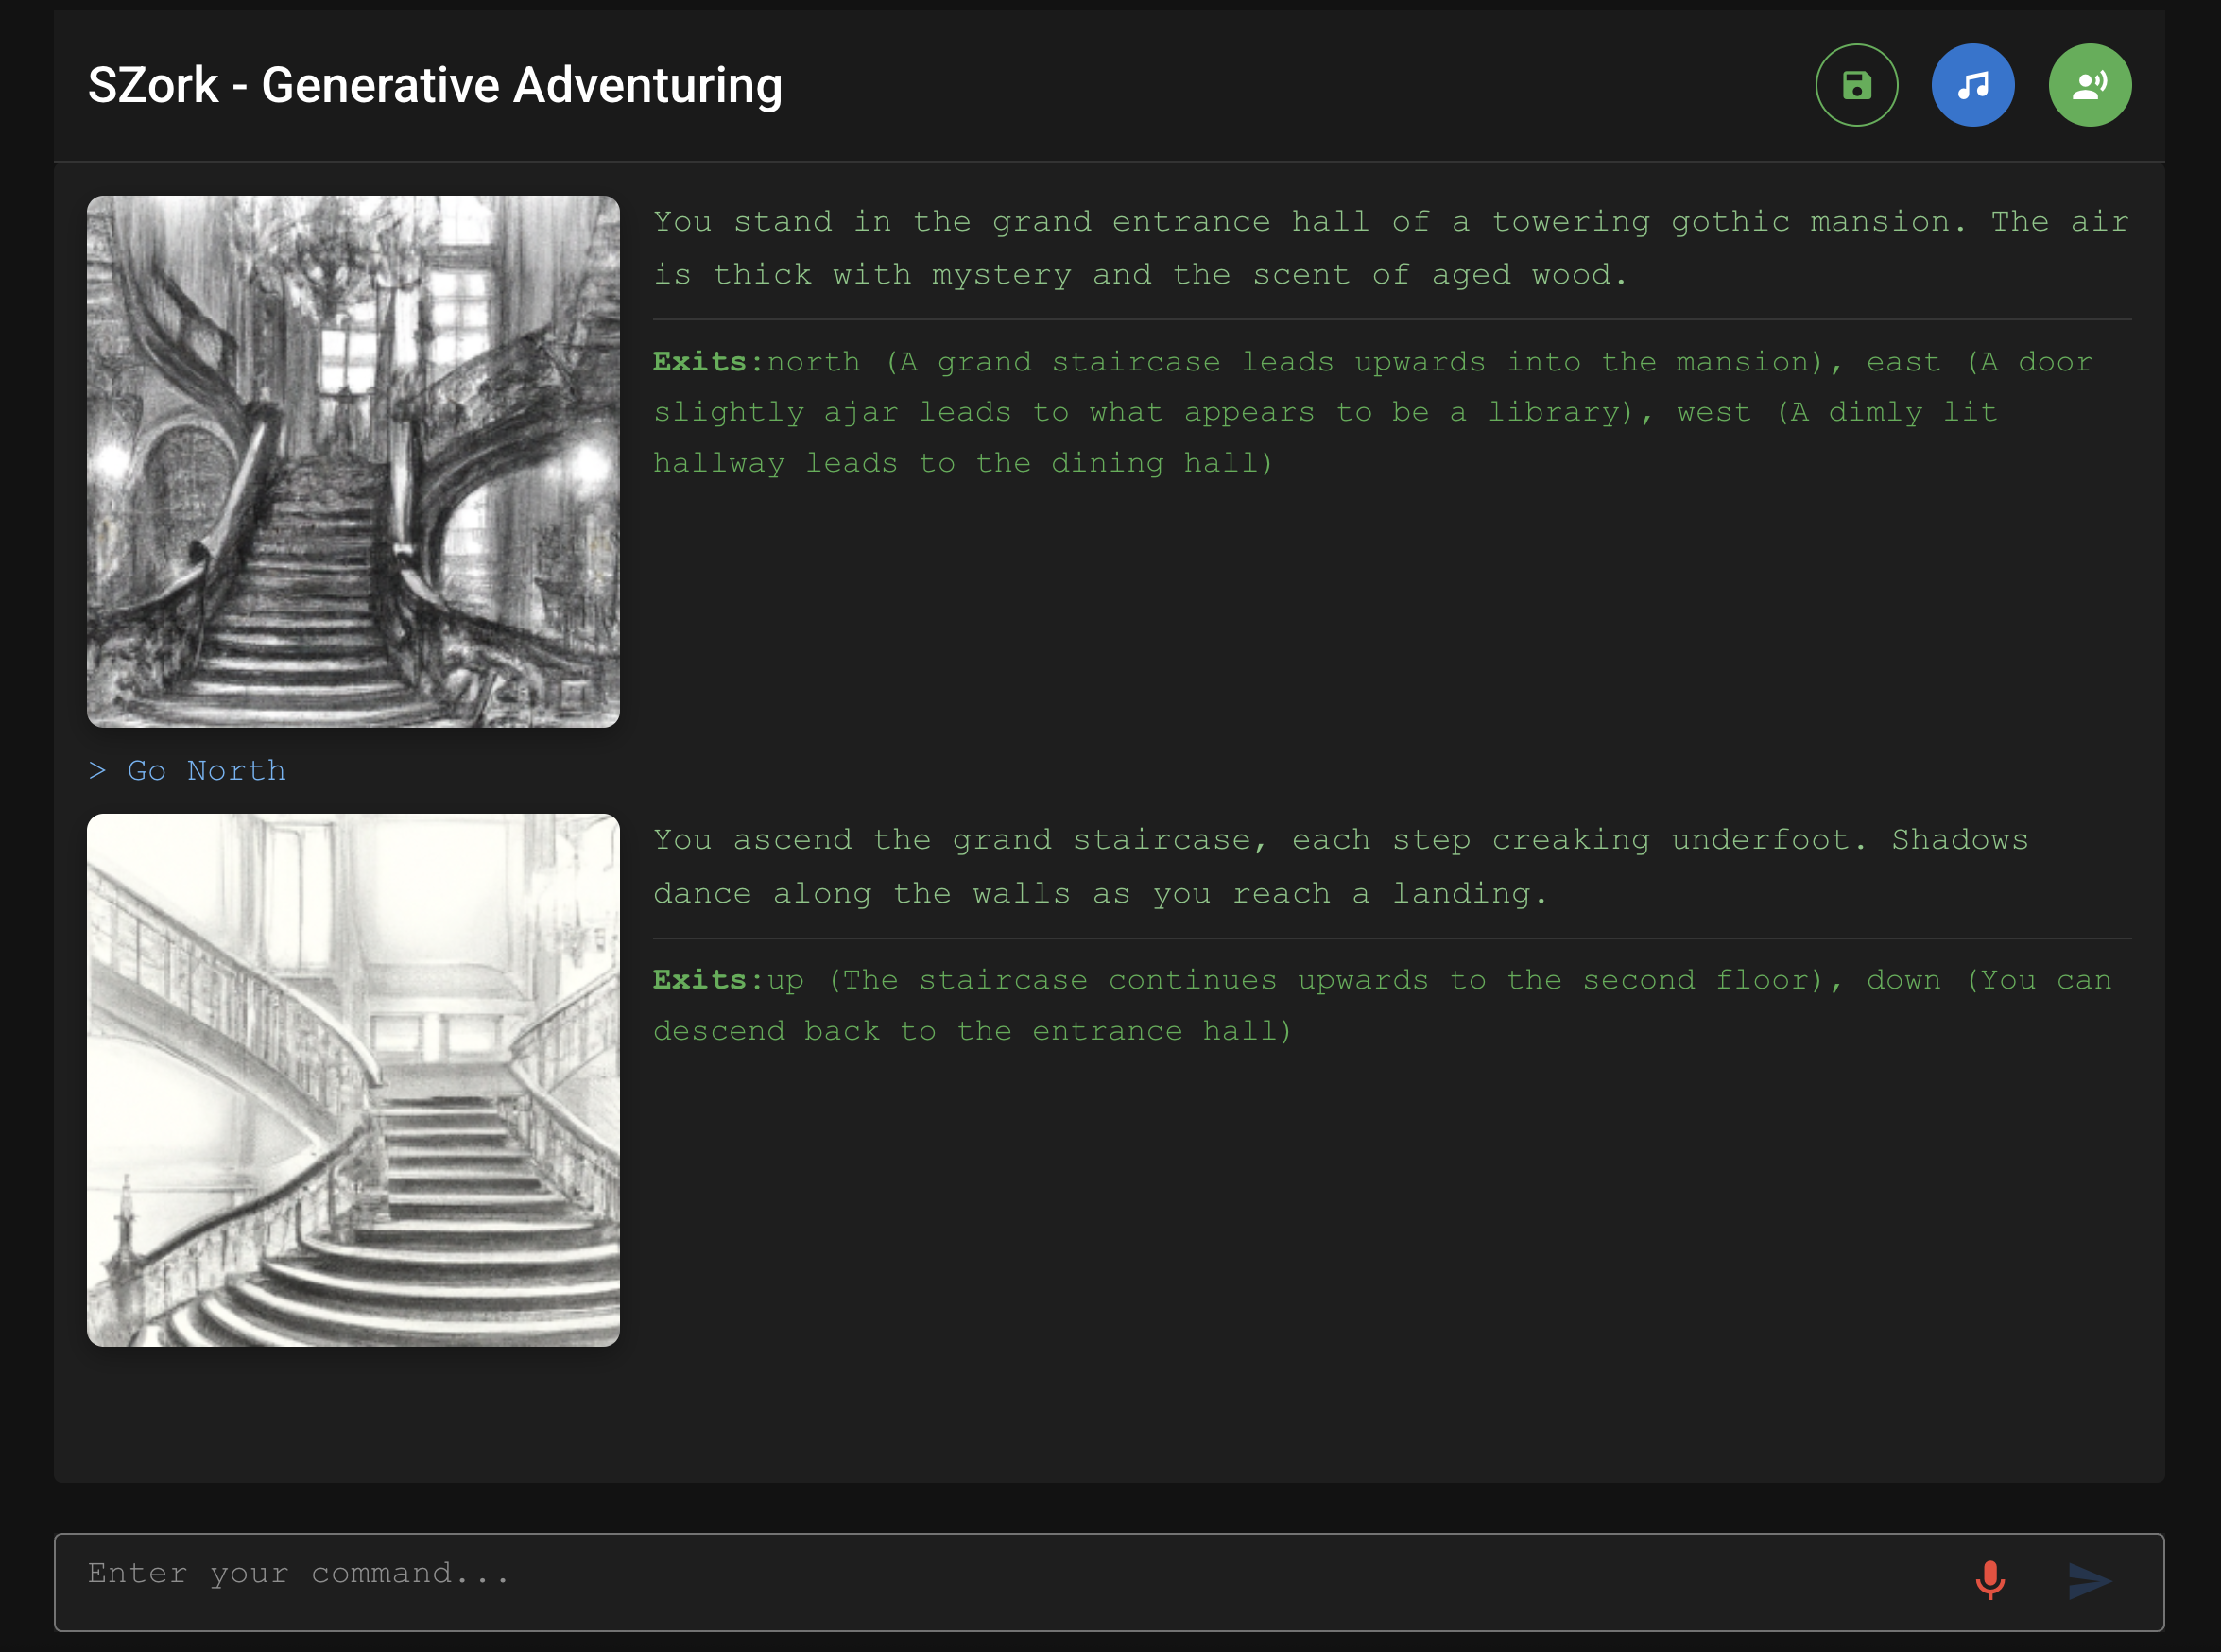 SZork - Generative Adventuring
You stand in the grand entrance hall of a towering gothic mansion. The air
is thick with mystery and the scent of aged wood.
Exits:north (A grand staircase leads upwards into the mansion), east (A door
slightly ajar leads to what appears to be a library), west (A dimly lit
hallway leads to the dining hall)
> Go North
You ascend the grand staircase, each step creaking underfoot. Shadows
dance along the walls as you reach a landing.
Exits:up (The staircase continues upwards to the second floor), down (You can
descend back to the entrance hall)
Enter your command...